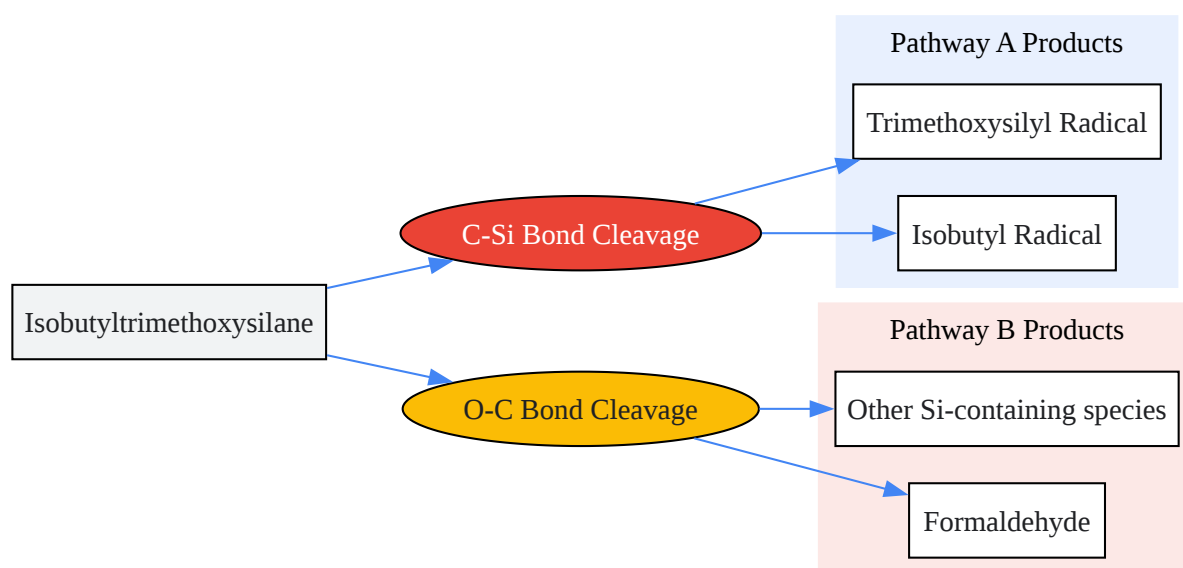 Pathway A Products
Trimethoxysilyl Radical
C-Si Bond Cleavage
Isobutyl Radical
Isobutyltrimethoxysilane
Pathway B Products
O-C Bond Cleavage
Other Si-containing species
Formaldehyde